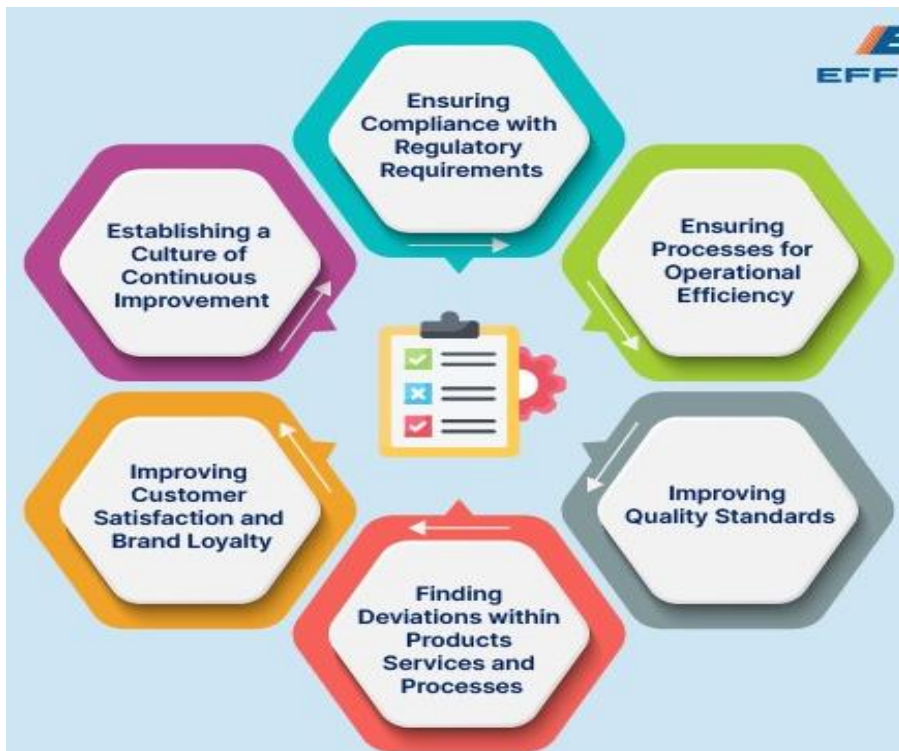 Ensuring
Compliance with
Regulatory
Requirements
Ensuring
Processes for
Operational
Efficiency
Improving
Quality Standards
Finding
Deviations within
Products
Services and
Processes
Improving
Customer
Satisfaction and
Brand Loyalty
Establishing a
Culture of
Continuous
Improvement